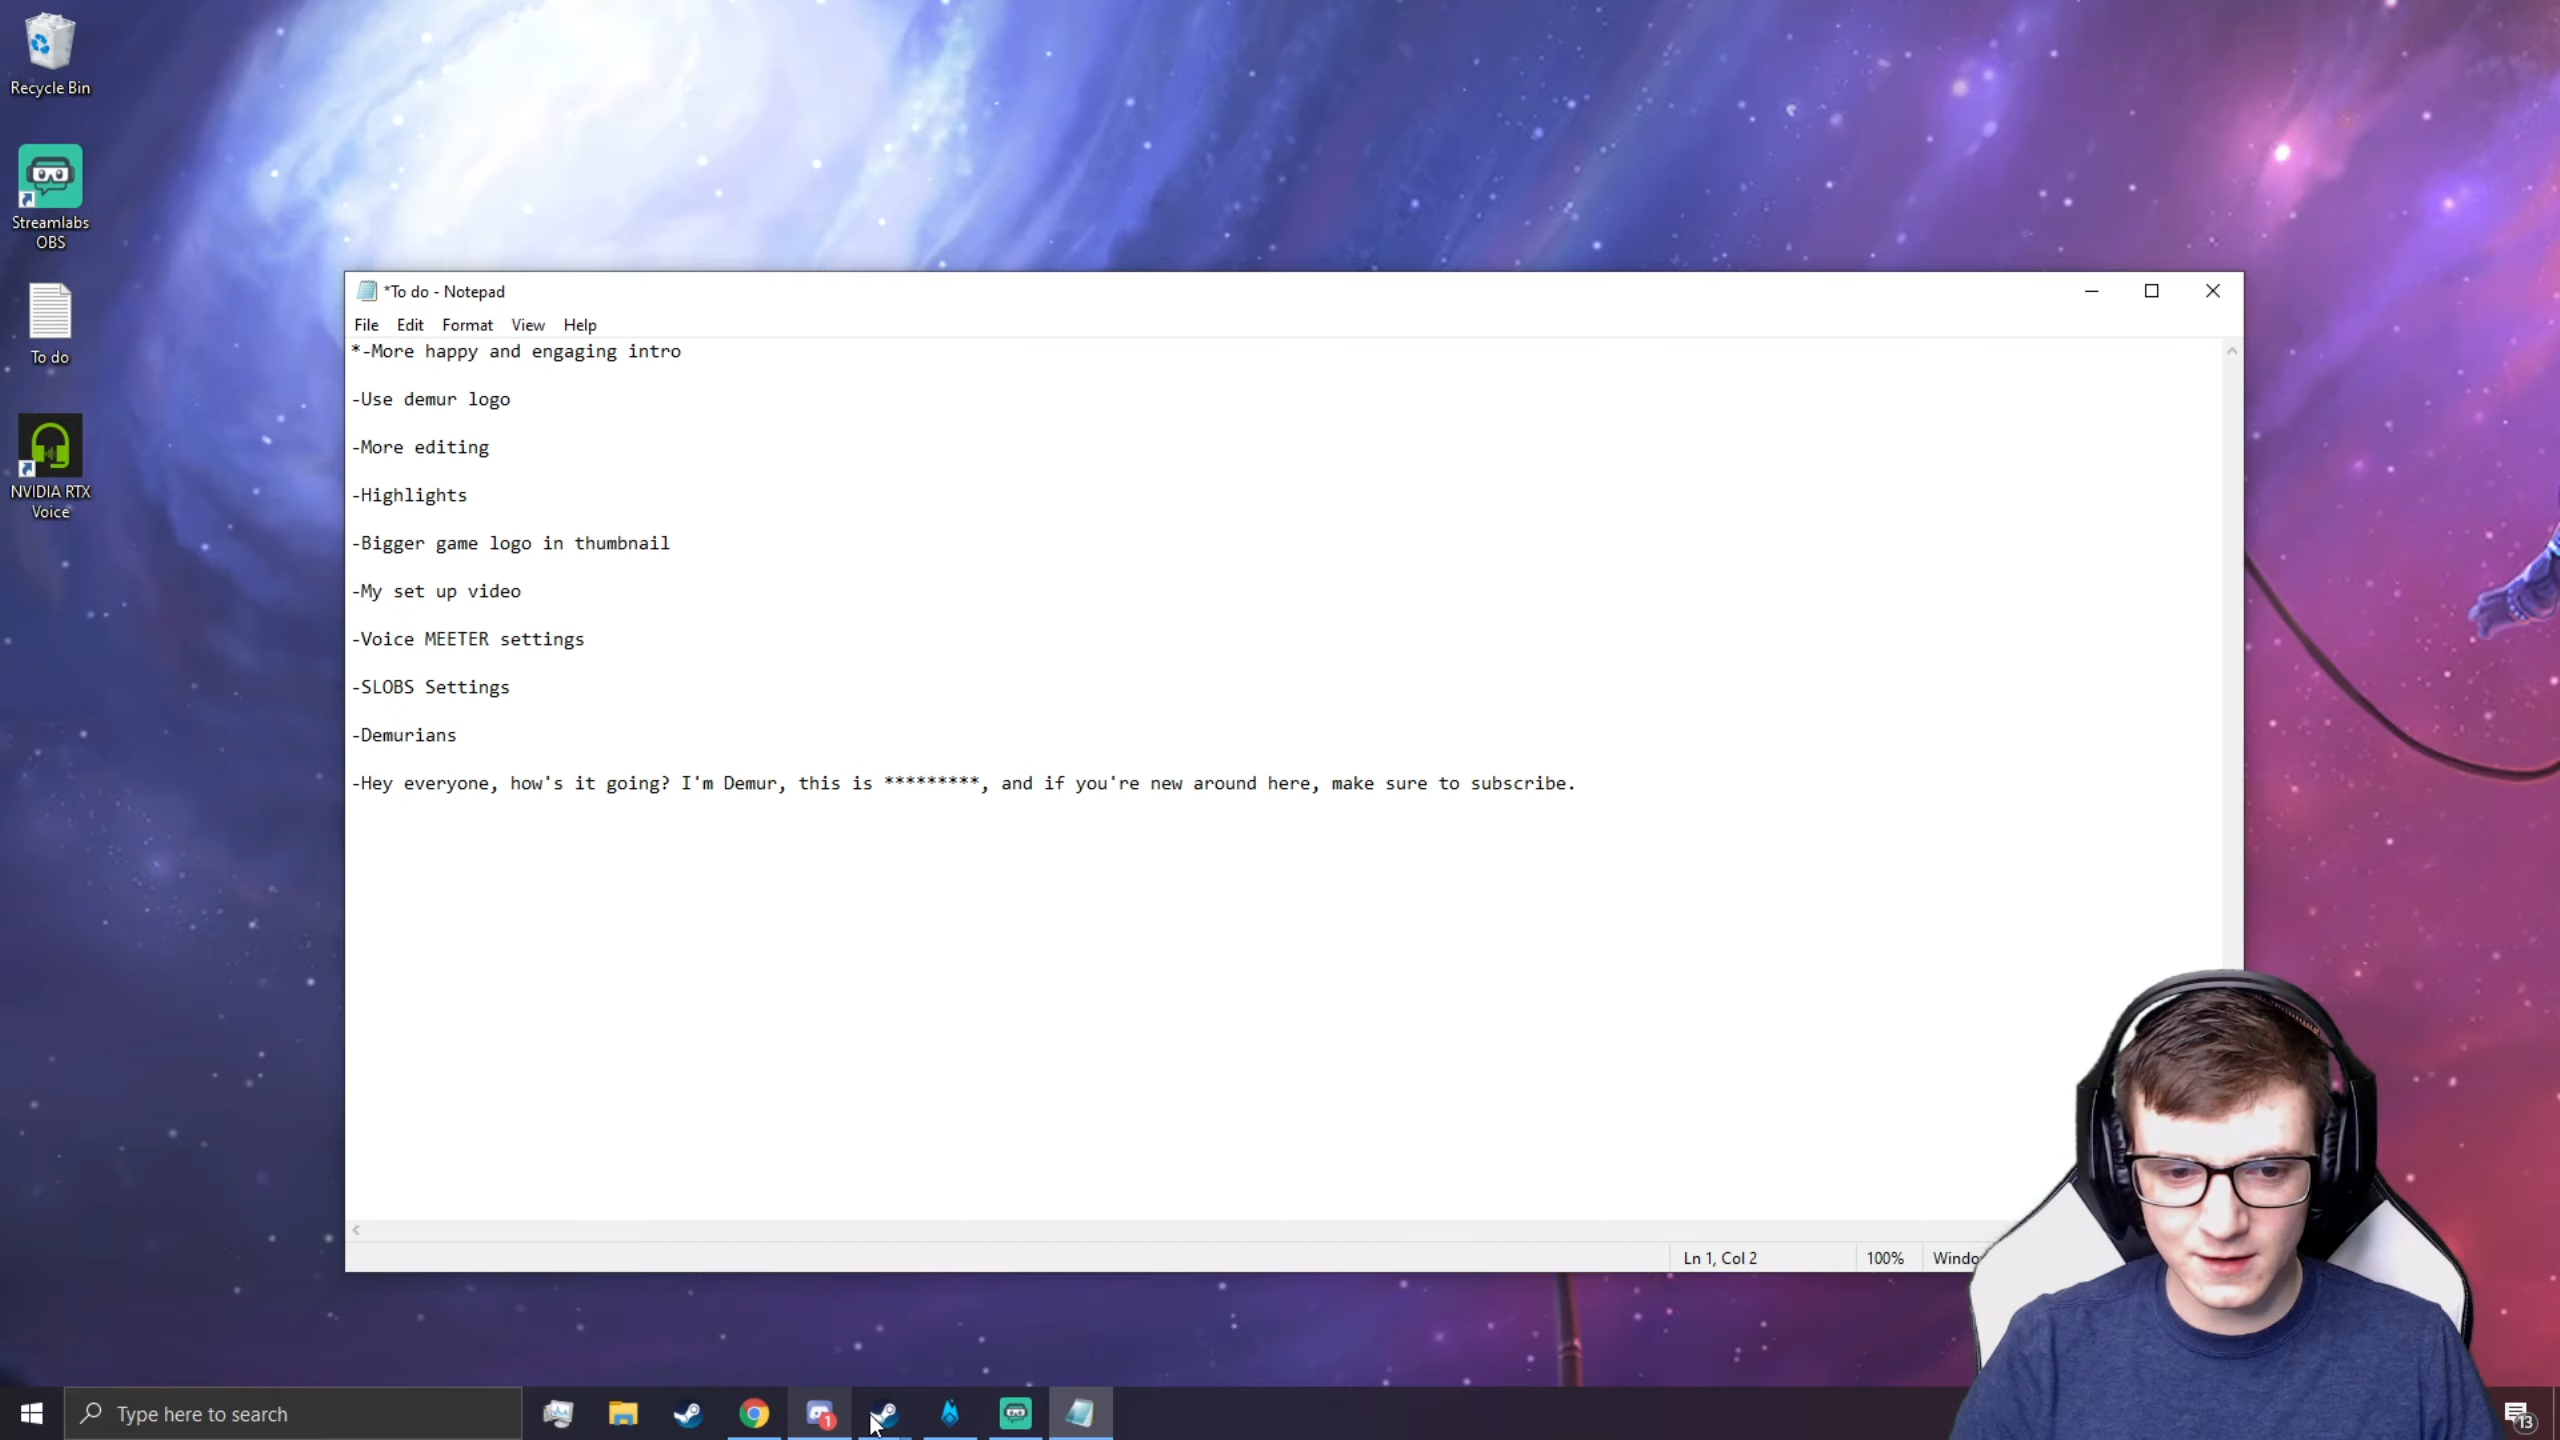 Recycle Bin
Streamlabs
OBS
To do
NVIDIA RTX
Voice
*To do - Notepad
File Edit Format View Help
*-More happy and engaging intro
-Use demur logo
-More editing
-Highlights
-Bigger game logo in thumbnail
-My set up video
-Voice MEETER settings
-SLOBS Settings
-Demurians
-Hey everyone, how's it going? I'm Demur, this is *********, and if you're new around here, make sure to subscribe.
Ln 1, Col 2 100% Windo
Type here to search
1
13